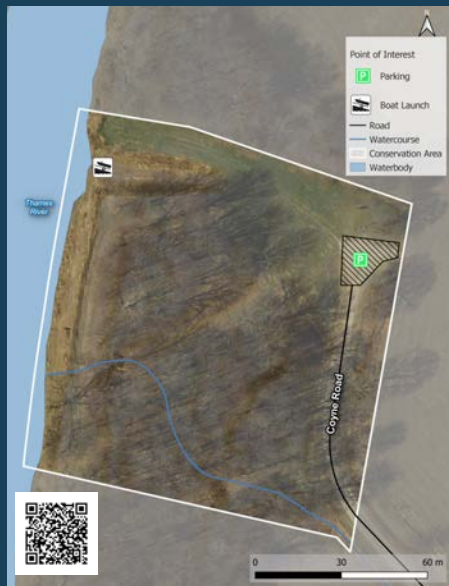 N
Point of Interest
P Parking
Boat Launch
Road
Watercourse
Conservation Area
Waterbody
Thames
River
P
Coyne Road
0 30 60 m